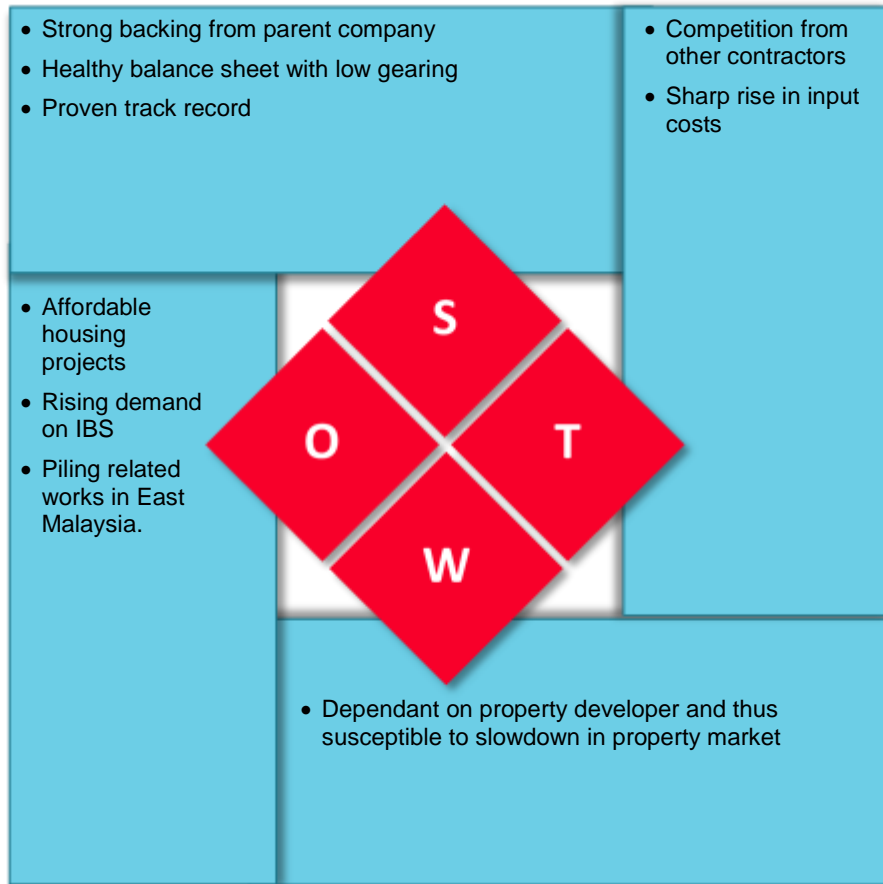 • Strong backing from parent company
• Healthy balance sheet with low gearing
• Proven track record
• Competition from
other contractors
• Sharp rise in input
costs
• Affordable
housing
projects
• Rising demand
on IBS
• Piling related
works in East
Malaysia.
S
O
T
W
• Dependant on property developer and thus
susceptible to slowdown in property market